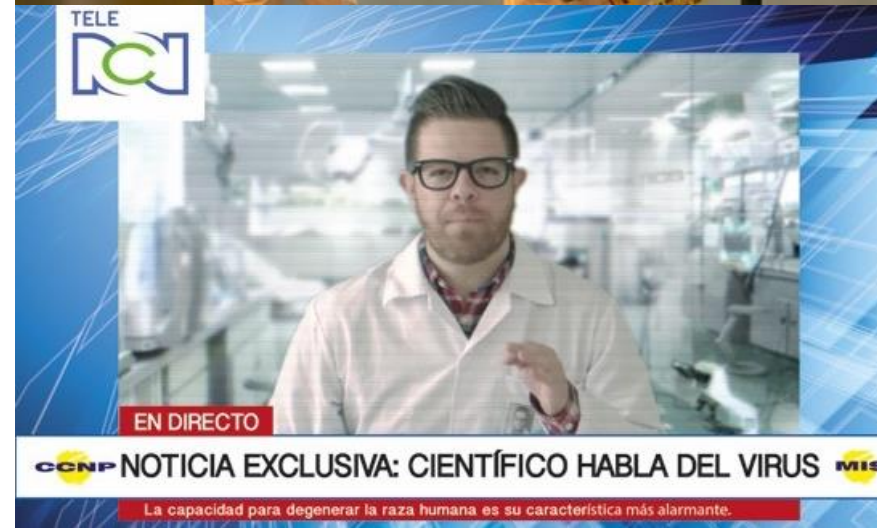 TELE
RCN
EN DIRECTO
CCNP NOTICIA EXCLUSIVA: CIENTÍFICO HABLA DEL VIRUS MIS
La capacidad para degenerar la raza humana es su característica más alarmante.